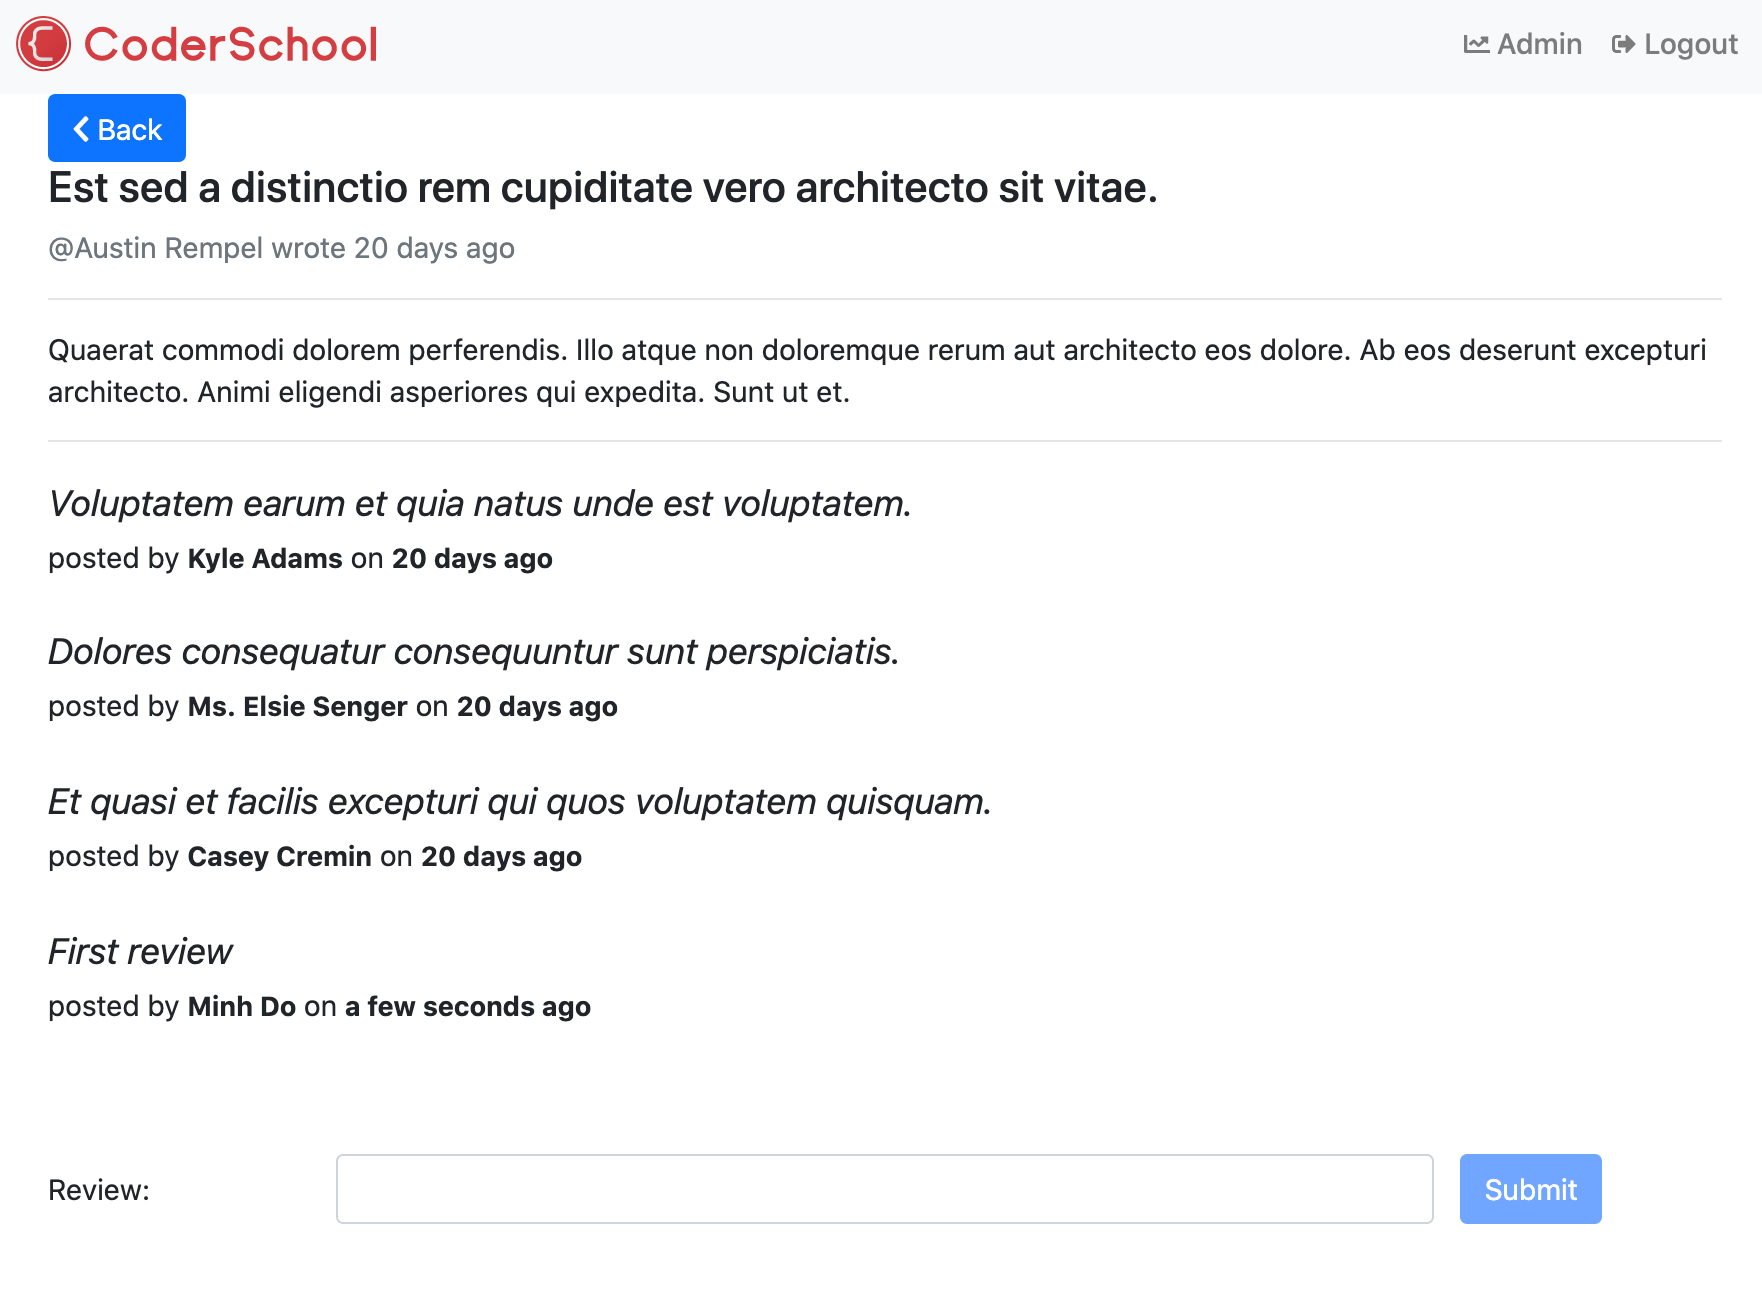 CoderSchool
Admin
Logout
Back
Est sed a distinctio rem cupiditate vero architecto sit vitae.
@Austin Rempel wrote 20 days ago
Quaerat commodi dolorem perferendis. Illo atque non doloremque rerum aut architecto eos dolore. Ab eos deserunt excepturi
architecto. Animi eligendi asperiores qui expedita. Sunt ut et.
Voluptatem earum et quia natus unde est voluptatem.
posted by Kyle Adams on 20 days ago
Dolores consequatur consequuntur sunt perspiciatis.
posted by Ms. Elsie Senger on 20 days ago
Et quasi et facilis excepturi qui quos voluptatem quisquam.
posted by Casey Cremin on 20 days ago
First review
posted by Minh Do on a few seconds ago
Review:
Submit